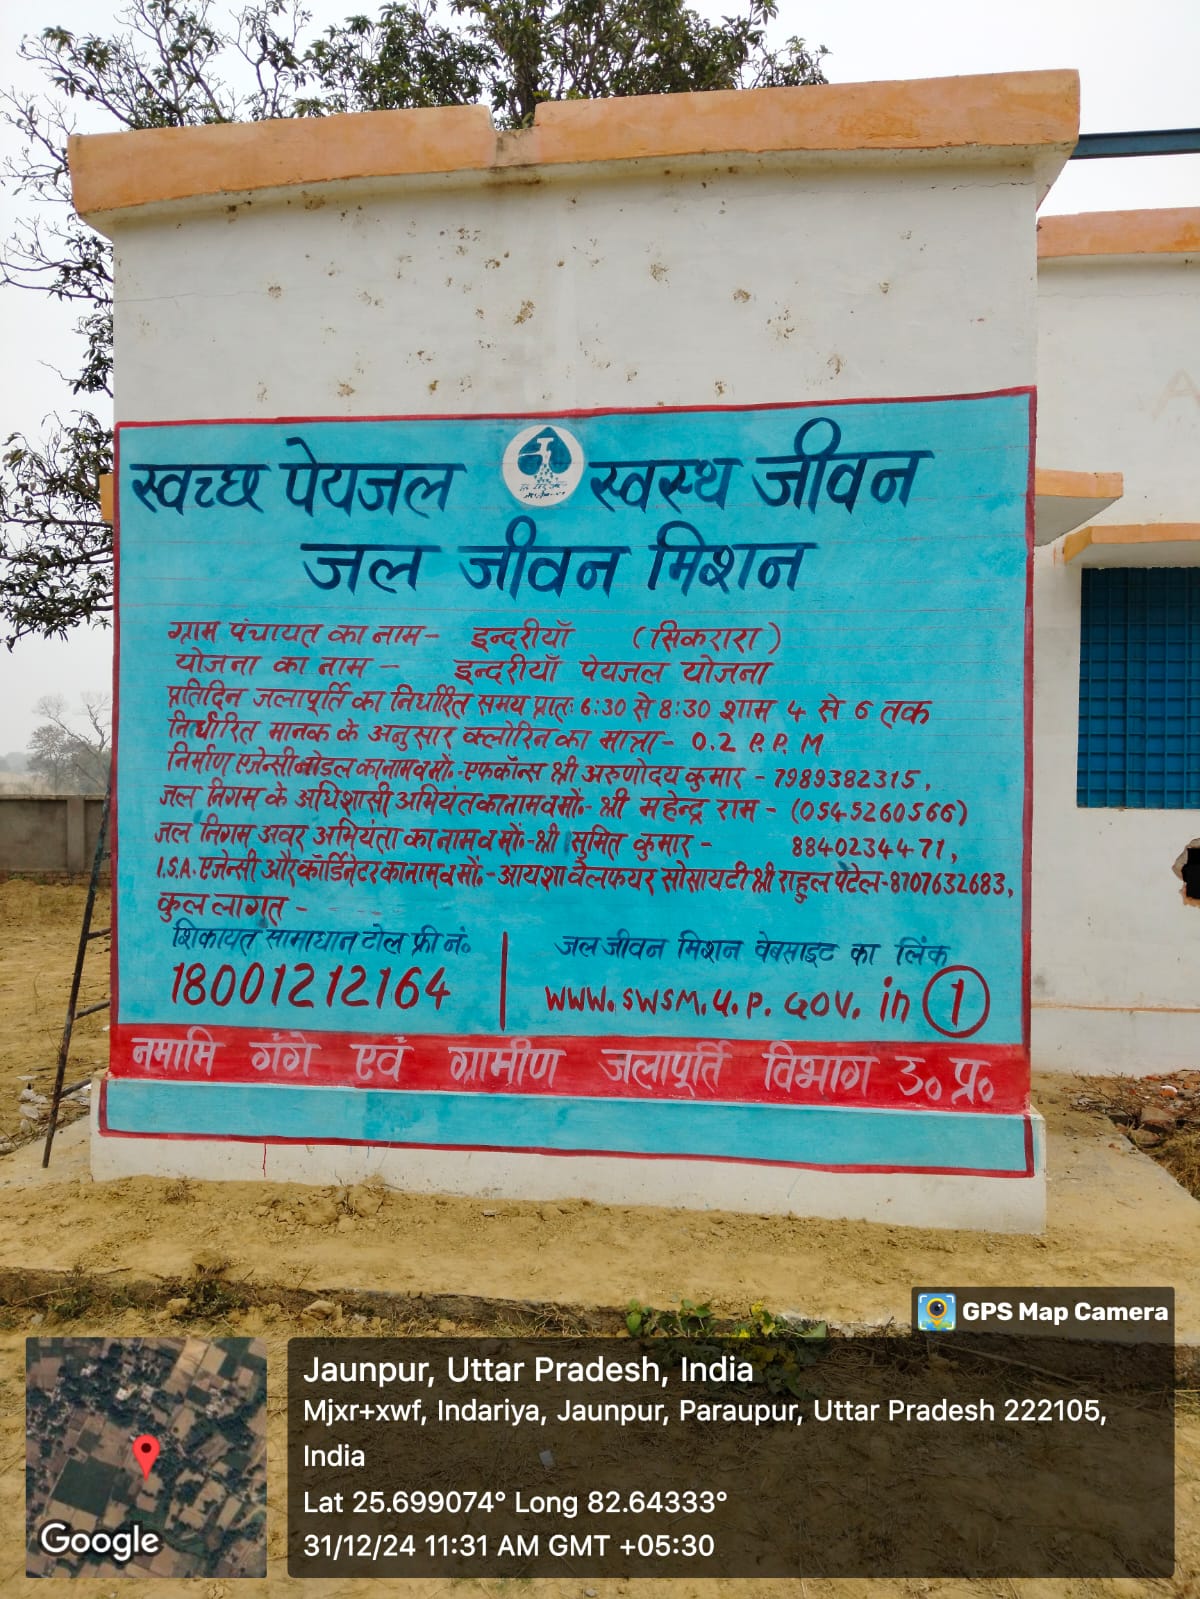 स्वच्छ पेयजल स्वस्थ जीवन
जल जीवन मिशन
ग्राम पंचायत का नाम- इन्दरीयाँ (सिकरारा)
योजना का नाम - इन्दरीयाँ पेयजल योजना
प्रतिदिन जलापूर्ति का निर्धारित समय प्रातः 6:30 से 8:30 शाम 4 से 6 तक
निर्धारित मानक के अनुसार क्लोरिन का मात्रा- 0.2 P.P.M
निर्माण एजेन्सी नोडल का नाम व मो.-एफकॉन्स श्री अरुणोदय कुमार - 7989382315,
जल निगम के अधिशासी अभियंता का नाम व मो.- श्री महेन्द्र राम - (0545260566)
जल निगम अवर अभियंता का नाम व मो.-श्री सुमित कुमार - 8840234471,
I.S.A. एजेन्सी और कॉर्डिनेटर का नाम व मो.-आयशा वेलफयर सोसायटी श्री राहुल पटेल-8707632683,
कुल लागत -
शिकायत सामाधान टोल फ्री नं.
18001212164
जल जीवन मिशन वेबसाइट का लिंक
www.swsm.u.p.gov.in 1
नमामि गंगे एवं ग्रामीण जलापूर्ति विभाग उ. प्र.
GPS Map Camera
Jaunpur, Uttar Pradesh, India
Mjxr+xwf, Indariya, Jaunpur, Paraupur, Uttar Pradesh 222105,
India
Lat 25.699074° Long 82.64333°
31/12/24 11:31 AM GMT +05:30
Google